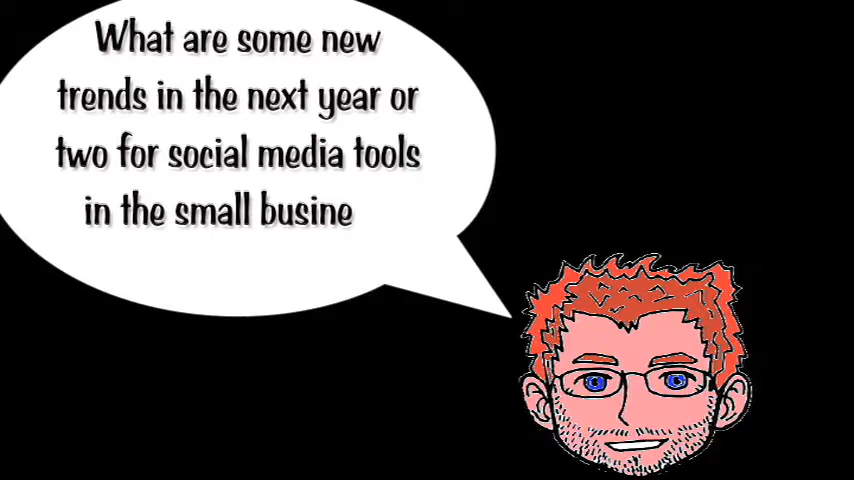 What are some new
trends in the next year or
two for social media tools
in the small busine